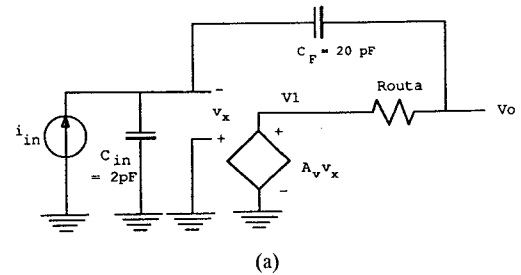 C_F = 20 pF
Routa
V1
Vo
-
v_x
+
i_in
C_in
= 2pF
+
A_v v_x
-
(a)